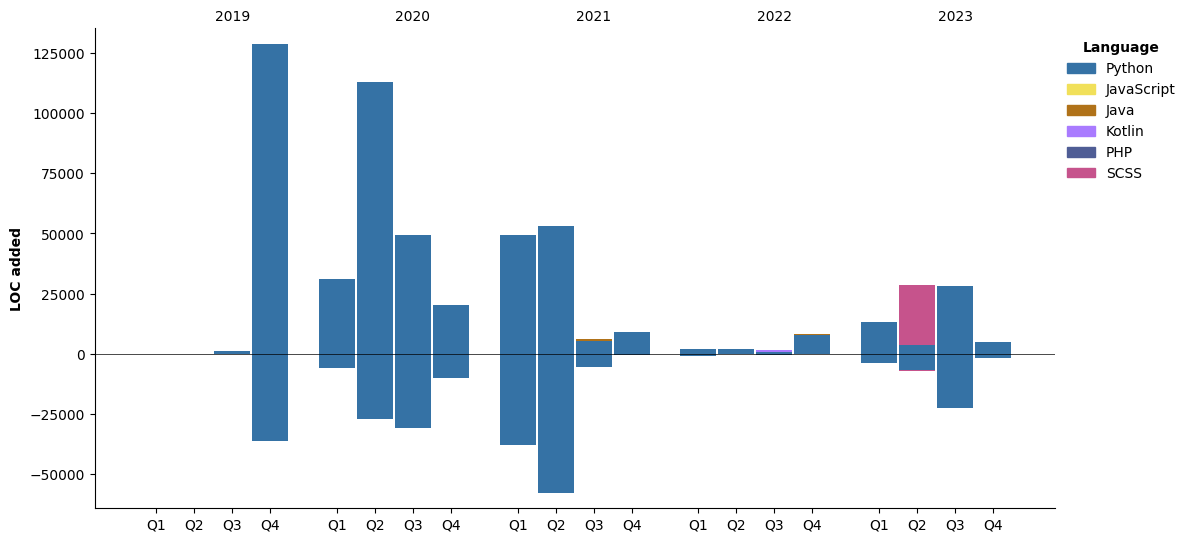 2019 2020 2021 2022 2023
Language
Python
JavaScript
Java
Kotlin
PHP
SCSS
LOC added
125000
100000
75000
50000
25000
0
−25000
−50000
Q1 Q2 Q3 Q4 Q1 Q2 Q3 Q4 Q1 Q2 Q3 Q4 Q1 Q2 Q3 Q4 Q1 Q2 Q3 Q4